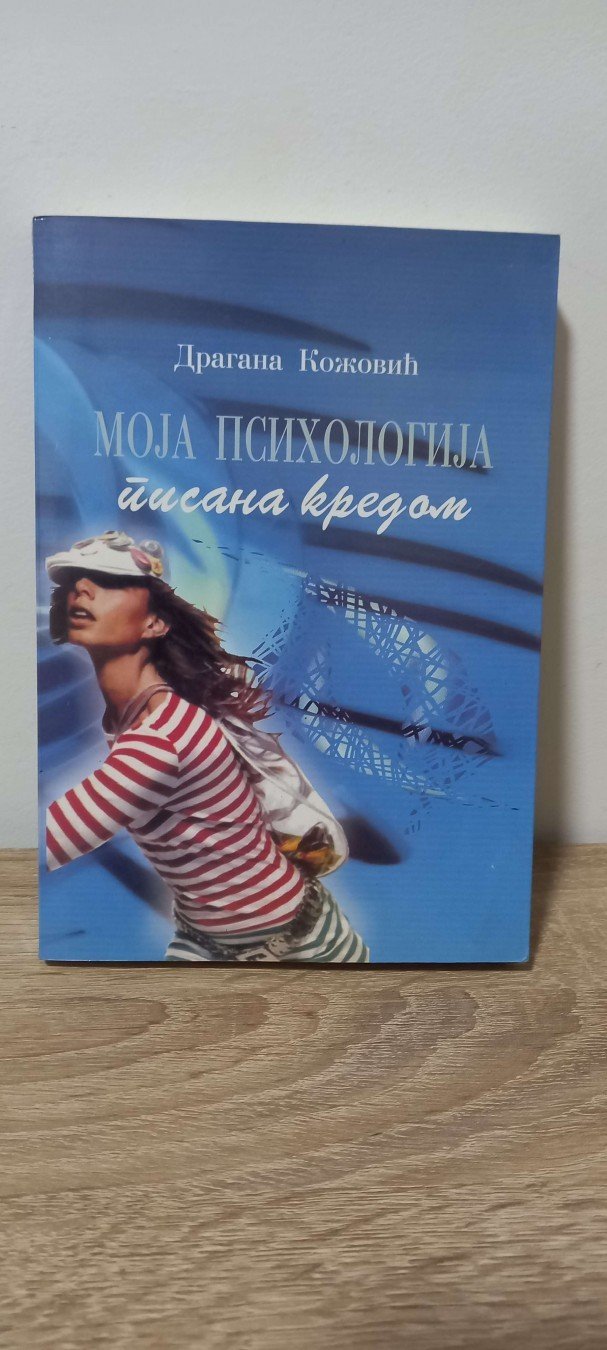 Драгана Кожовић
МОЈА ПСИХОЛОГИЈА
писана кредом